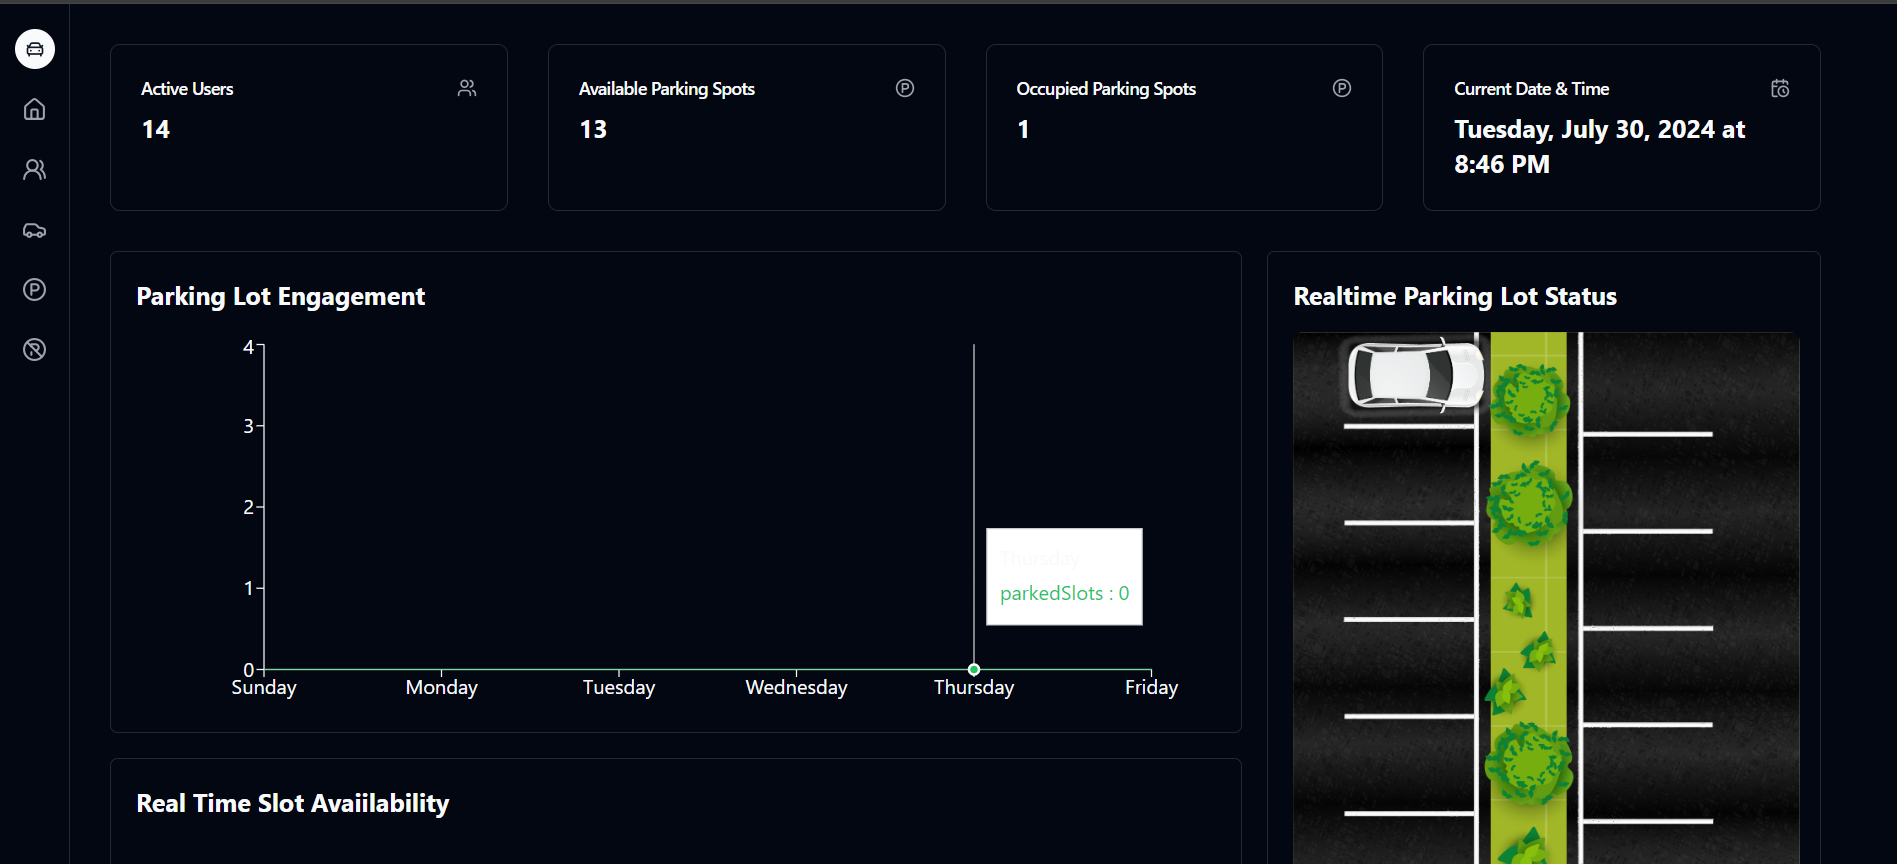 Active Users
14
Available Parking Spots
13
Occupied Parking Spots
1
Current Date & Time
Tuesday, July 30, 2024 at
8:46 PM
Parking Lot Engagement
4
3
2
1
0
Sunday Monday Tuesday Wednesday Thursday Friday
Thursday
parkedSlots : 0
Realtime Parking Lot Status
Real Time Slot Avaiilability